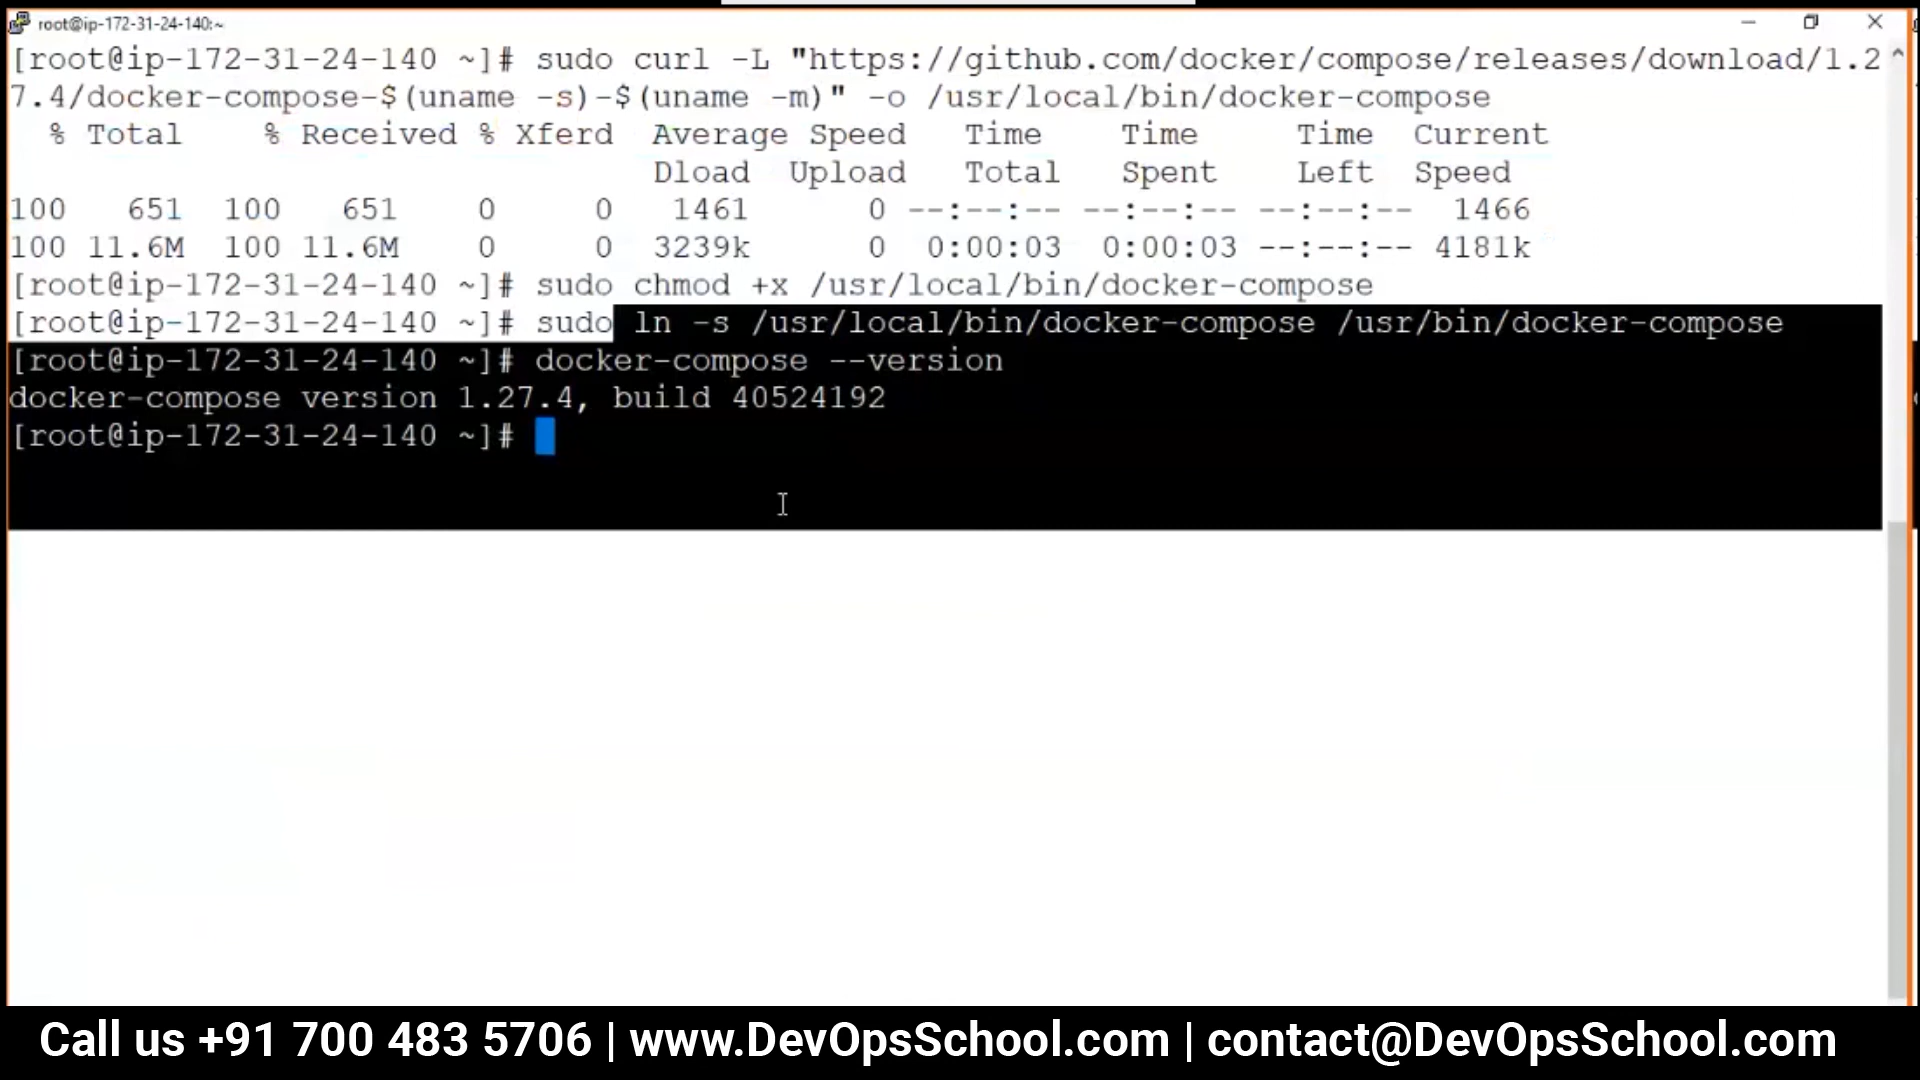 root@ip-172-31-24-140:~
[root@ip-172-31-24-140 ~]# sudo curl -L "https://github.com/docker/compose/releases/download/1.2
7.4/docker-compose-$(uname -s)-$(uname -m)" -o /usr/local/bin/docker-compose
% Total % Received % Xferd Average Speed Time Time Time Current
Dload Upload Total Spent Left Speed
100 651 100 651 0 0 1461 0 --:--:-- --:--:-- --:--:-- 1466
100 11.6M 100 11.6M 0 0 3239k 0 0:00:03 0:00:03 --:--:-- 4181k
[root@ip-172-31-24-140 ~]# sudo chmod +x /usr/local/bin/docker-compose
[root@ip-172-31-24-140 ~]# sudo ln -s /usr/local/bin/docker-compose /usr/bin/docker-compose
[root@ip-172-31-24-140 ~]# docker-compose --version
docker-compose version 1.27.4, build 40524192
[root@ip-172-31-24-140 ~]#
Call us +91 700 483 5706 | www.DevOpsSchool.com | contact@DevOpsSchool.com